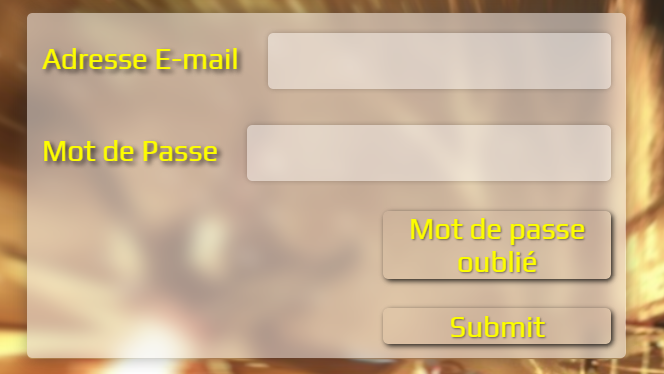 Adresse E-mail
Mot de Passe
Mot de passe
oublié
Submit